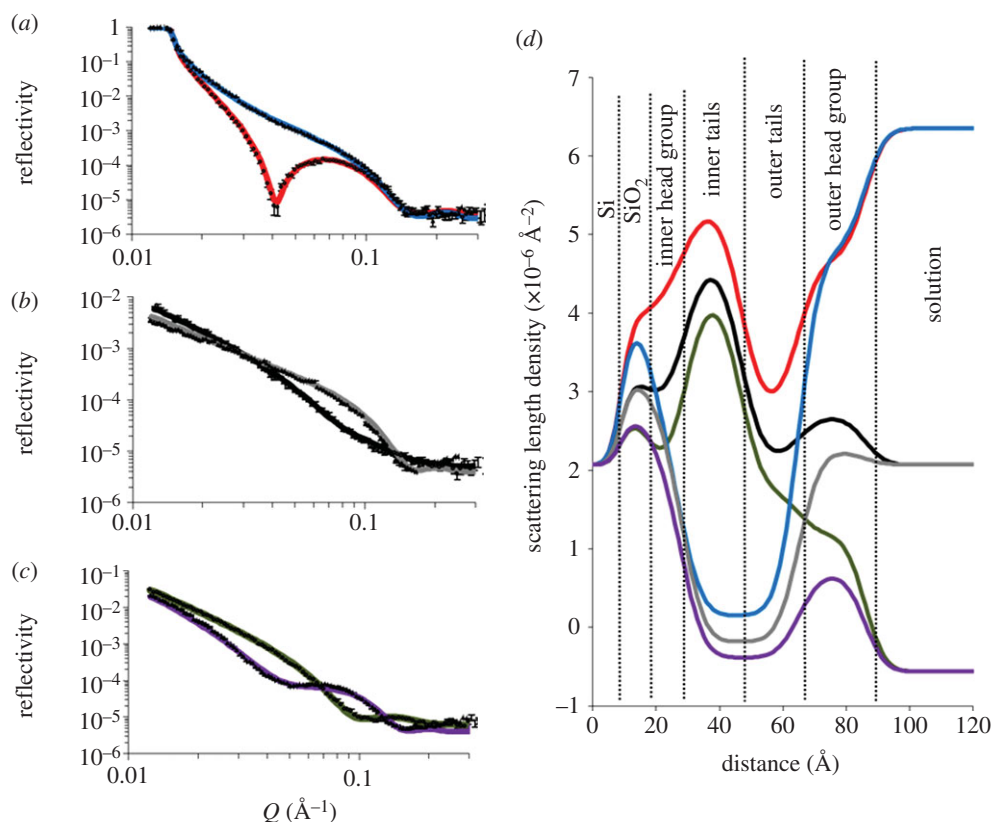 (a)
1
10⁻¹
10⁻²
10⁻³
10⁻⁴
10⁻⁵
10⁻⁶
reflectivity
0.01
0.1
(b)
10⁻²
10⁻³
10⁻⁴
10⁻⁵
10⁻⁶
reflectivity
0.01
0.1
(c)
10⁻¹
10⁻²
10⁻³
10⁻⁴
10⁻⁵
10⁻⁶
reflectivity
0.01
0.1
Q (Å⁻¹)
(d)
7
6
5
4
3
2
1
0
−1
scattering length density (×10⁻⁶ Å⁻²)
Si
SiO₂
inner head group
inner tails
outer tails
outer head group
solution
0
20
40
60
80
100
120
distance (Å)